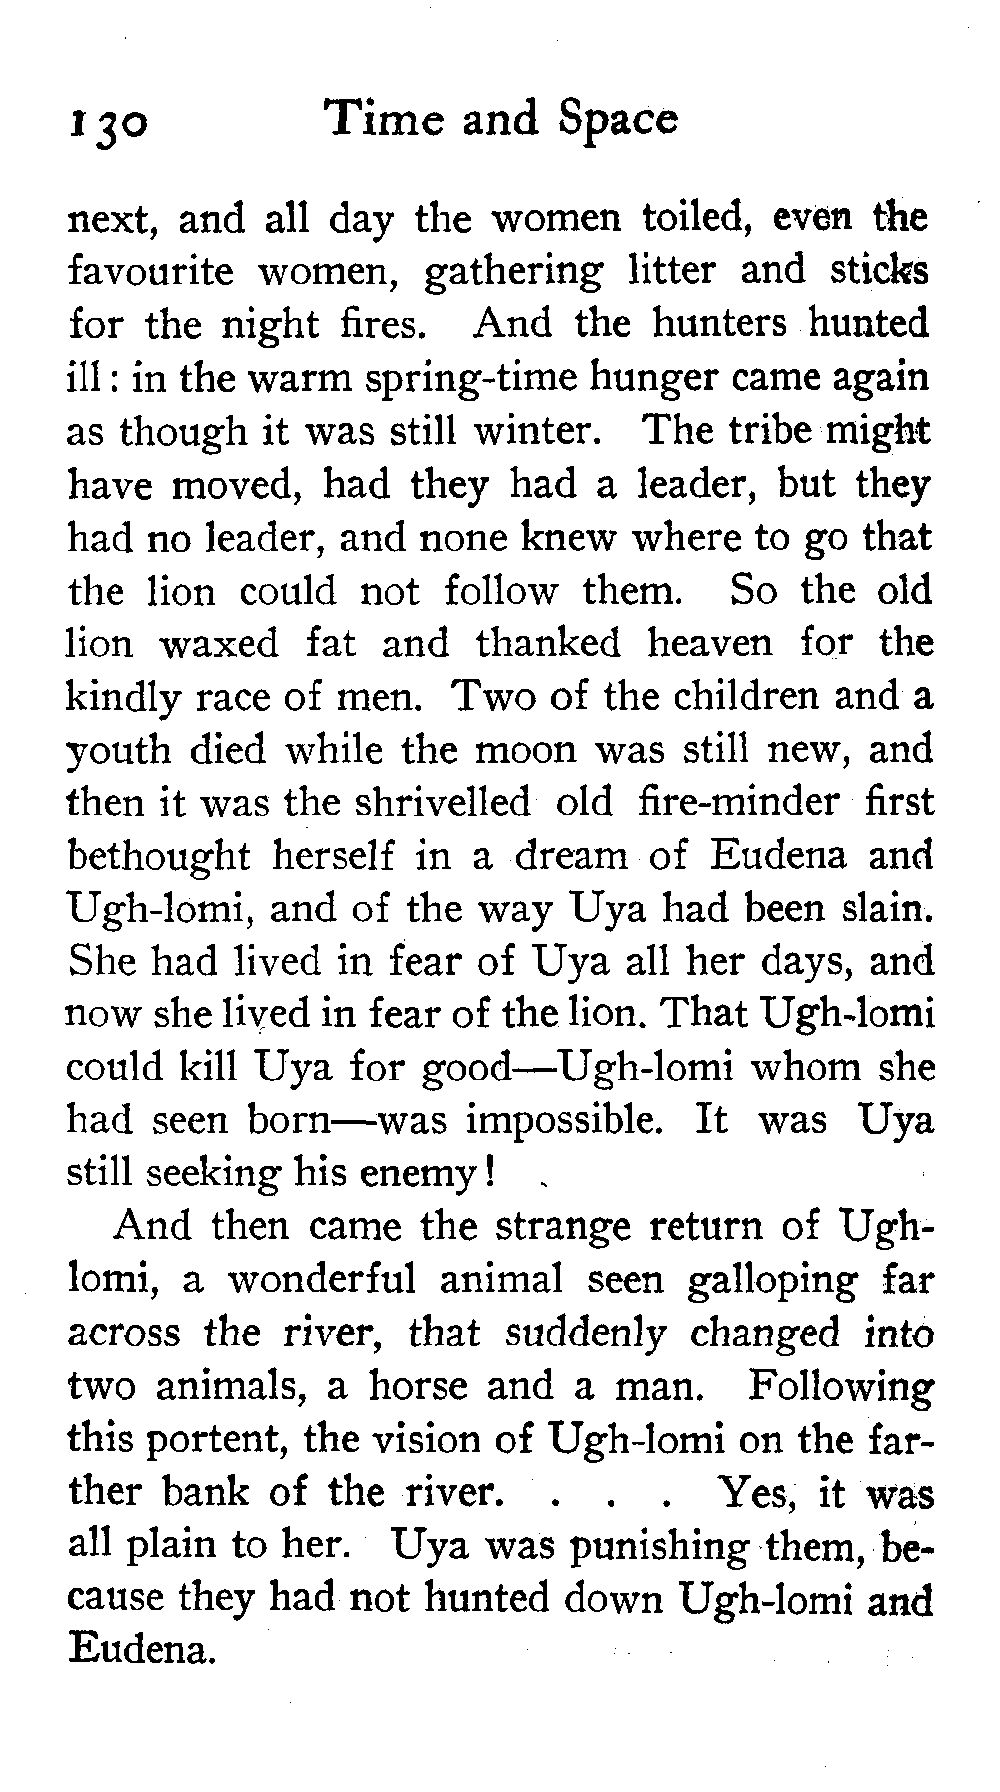 130 Time and Space
next, and all day the women toiled, even the
favourite women, gathering litter and sticks
for the night fires. And the hunters hunted
ill : in the warm spring-time hunger came again
as though it was still winter. The tribe might
have moved, had they had a leader, but they
had no leader, and none knew where to go that
the lion could not follow them. So the old
lion waxed fat and thanked heaven for the
kindly race of men. Two of the children and a
youth died while the moon was still new, and
then it was the shrivelled old fire-minder first
bethought herself in a dream of Eudena and
Ugh-lomi, and of the way Uya had been slain.
She had lived in fear of Uya all her days, and
now she lived in fear of the lion. That Ugh-lomi
could kill Uya for good—Ugh-lomi whom she
had seen born—was impossible. It was Uya
still seeking his enemy !
And then came the strange return of Ugh-
lomi, a wonderful animal seen galloping far
across the river, that suddenly changed into
two animals, a horse and a man. Following
this portent, the vision of Ugh-lomi on the far-
ther bank of the river. . . . Yes, it was
all plain to her. Uya was punishing them, be-
cause they had not hunted down Ugh-lomi and
Eudena.